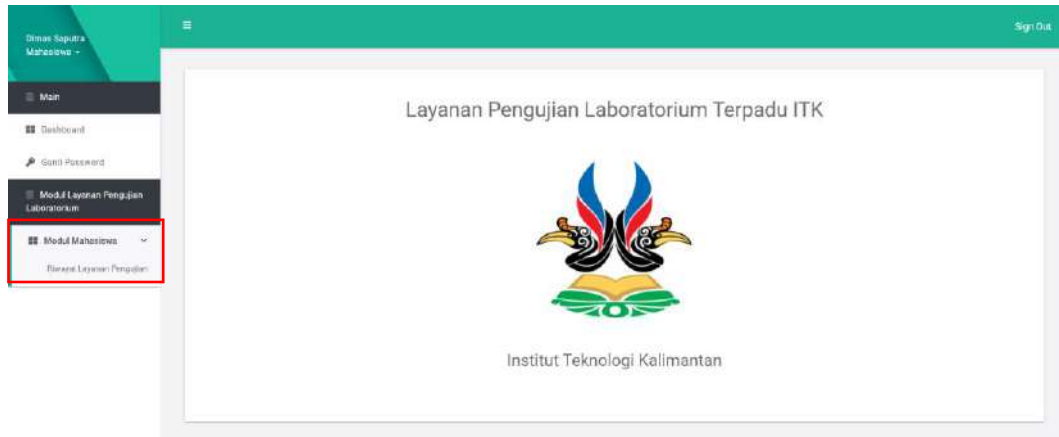 Dimas Saputra
Mahasiswa
Sign Out
Main
Dashboard
Ganti Password
Modul Layanan Pengujian
Laboratorium
Modul Mahasiswa
Riwayat Layanan Pengujian
Layanan Pengujian Laboratorium Terpadu ITK
Institut Teknologi Kalimantan